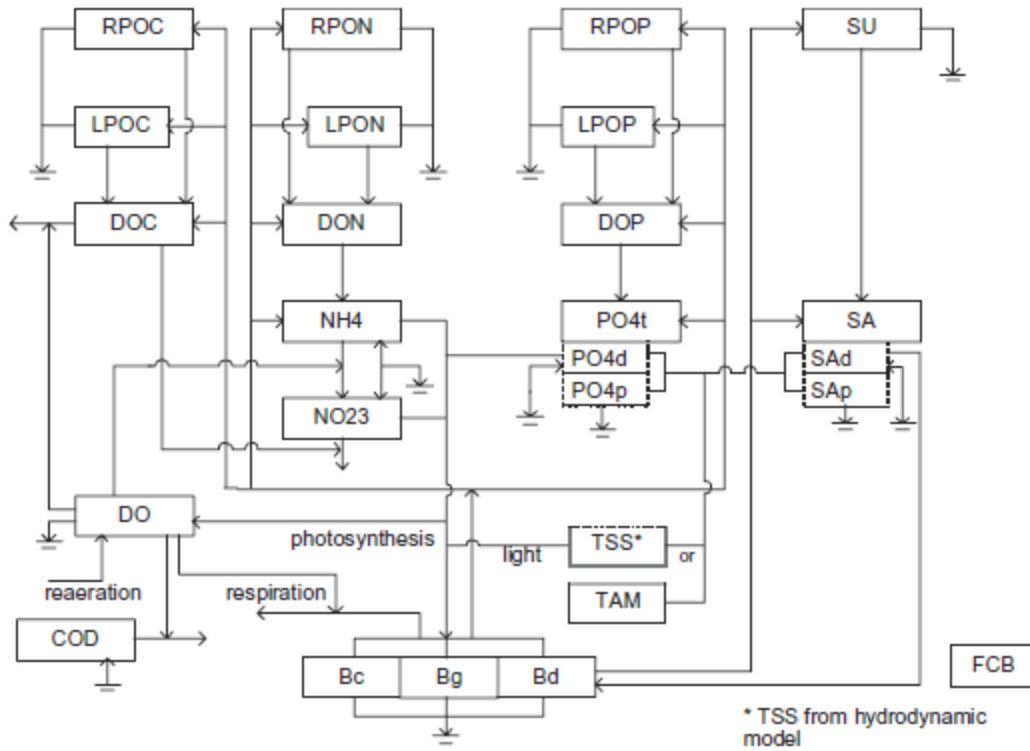 RPOC
RPON
RPOP
SU
LPOC
LPON
LPOP
DOC
DON
DOP
NH4
PO4t
SA
PO4d
SAd
PO4p
SAp
NO23
DO
photosynthesis
light
TSS*
or
reaeration
respiration
TAM
COD
Bc
Bg
Bd
FCB
* TSS from hydrodynamic
model